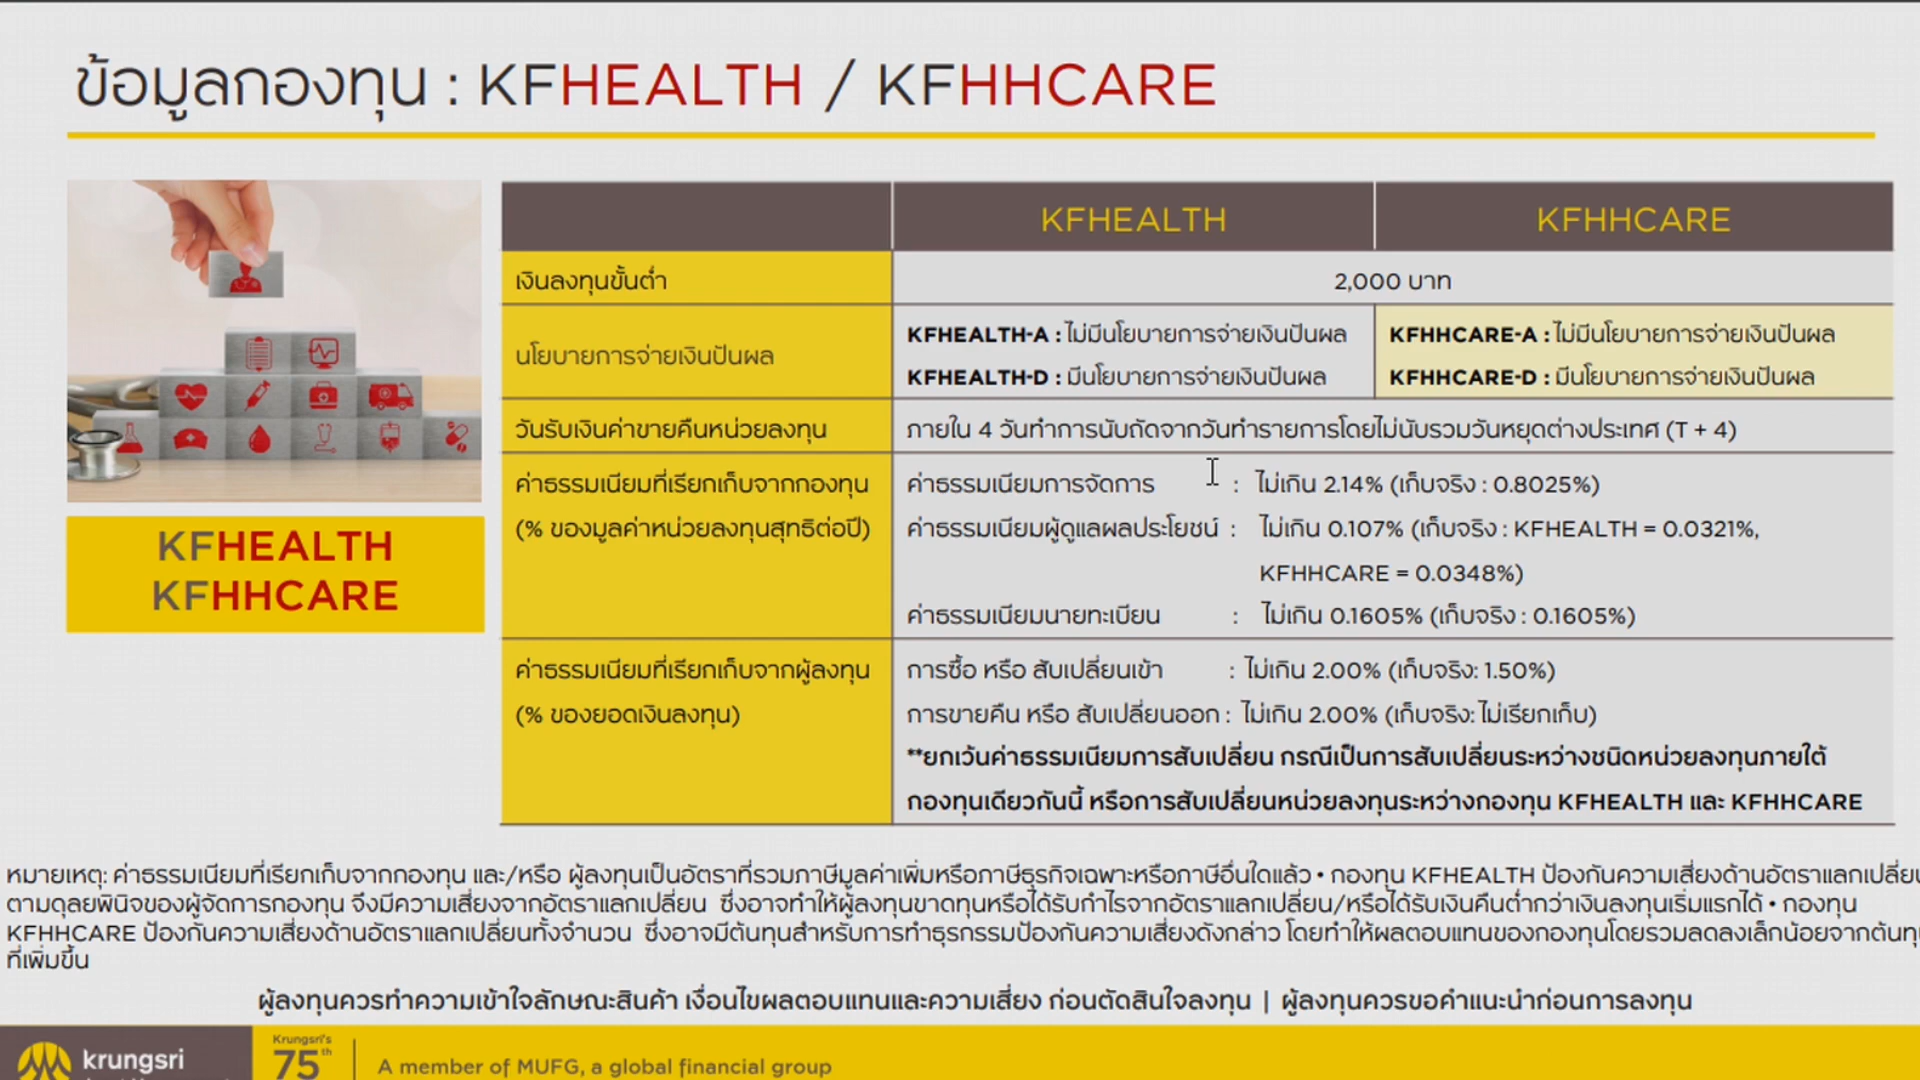 ข้อมูลกองทุน : KFHEALTH / KFHHCARE
KFHEALTH
KFHHCARE
KFHEALTH KFHHCARE
เงินลงทุนขั้นต่ำ 2,000 บาท
นโยบายการจ่ายเงินปันผล
KFHEALTH-A : ไม่มีนโยบายการจ่ายเงินปันผล
KFHEALTH-D : มีนโยบายการจ่ายเงินปันผล
KFHHCARE-A : ไม่มีนโยบายการจ่ายเงินปันผล
KFHHCARE-D : มีนโยบายการจ่ายเงินปันผล
วันรับเงินค่าขายคืนหน่วยลงทุน ภายใน 4 วันทำการนับถัดจากวันทำรายการโดยไม่นับรวมวันหยุดต่างประเทศ (T + 4)
ค่าธรรมเนียมที่เรียกเก็บจากกองทุน
(% ของมูลค่าหน่วยลงทุนสุทธิต่อปี)
ค่าธรรมเนียมการจัดการ : ไม่เกิน 2.14% (เก็บจริง : 0.8025%)
ค่าธรรมเนียมผู้ดูแลผลประโยชน์ : ไม่เกิน 0.107% (เก็บจริง : KFHEALTH = 0.0321%,
KFHHCARE = 0.0348%)
ค่าธรรมเนียมนายทะเบียน : ไม่เกิน 0.1605% (เก็บจริง : 0.1605%)
ค่าธรรมเนียมที่เรียกเก็บจากผู้ลงทุน
(% ของยอดเงินลงทุน)
การซื้อ หรือ สับเปลี่ยนเข้า : ไม่เกิน 2.00% (เก็บจริง: 1.50%)
การขายคืน หรือ สับเปลี่ยนออก : ไม่เกิน 2.00% (เก็บจริง: ไม่เรียกเก็บ)
**ยกเว้นค่าธรรมเนียมการสับเปลี่ยน กรณีเป็นการสับเปลี่ยนระหว่างชนิดหน่วยลงทุนภายใต้
กองทุนเดียวกันนี้ หรือการสับเปลี่ยนหน่วยลงทุนระหว่างกองทุน KFHEALTH และ KFHHCARE
หมายเหตุ: ค่าธรรมเนียมที่เรียกเก็บจากกองทุน และ/หรือ ผู้ลงทุนเป็นอัตราที่รวมภาษีมูลค่าเพิ่มหรือภาษีธุรกิจเฉพาะหรือภาษีอื่นใดแล้ว • กองทุน KFHEALTH ป้องกันความเสี่ยงด้านอัตราแลกเปลี่ยน
ตามดุลยพินิจของผู้จัดการกองทุน จึงมีความเสี่ยงจากอัตราแลกเปลี่ยน ซึ่งอาจทำให้ผู้ลงทุนขาดทุนหรือได้รับกำไรจากอัตราแลกเปลี่ยน/หรือได้รับเงินคืนต่ำกว่าเงินลงทุนเริ่มแรกได้ • กองทุน
KFHHCARE ป้องกันความเสี่ยงด้านอัตราแลกเปลี่ยนทั้งจำนวน ซึ่งอาจมีต้นทุนสำหรับการทำธุรกรรมป้องกันความเสี่ยงดังกล่าว โดยทำให้ผลตอบแทนของกองทุนโดยรวมลดลงเล็กน้อยจากต้นทุน
ที่เพิ่มขึ้น
ผู้ลงทุนควรทำความเข้าใจลักษณะสินค้า เงื่อนไขผลตอบแทนและความเสี่ยง ก่อนตัดสินใจลงทุน | ผู้ลงทุนควรขอคำแนะนำก่อนการลงทุน
krungsri
Krungsri's
75th
A member of MUFG, a global financial group